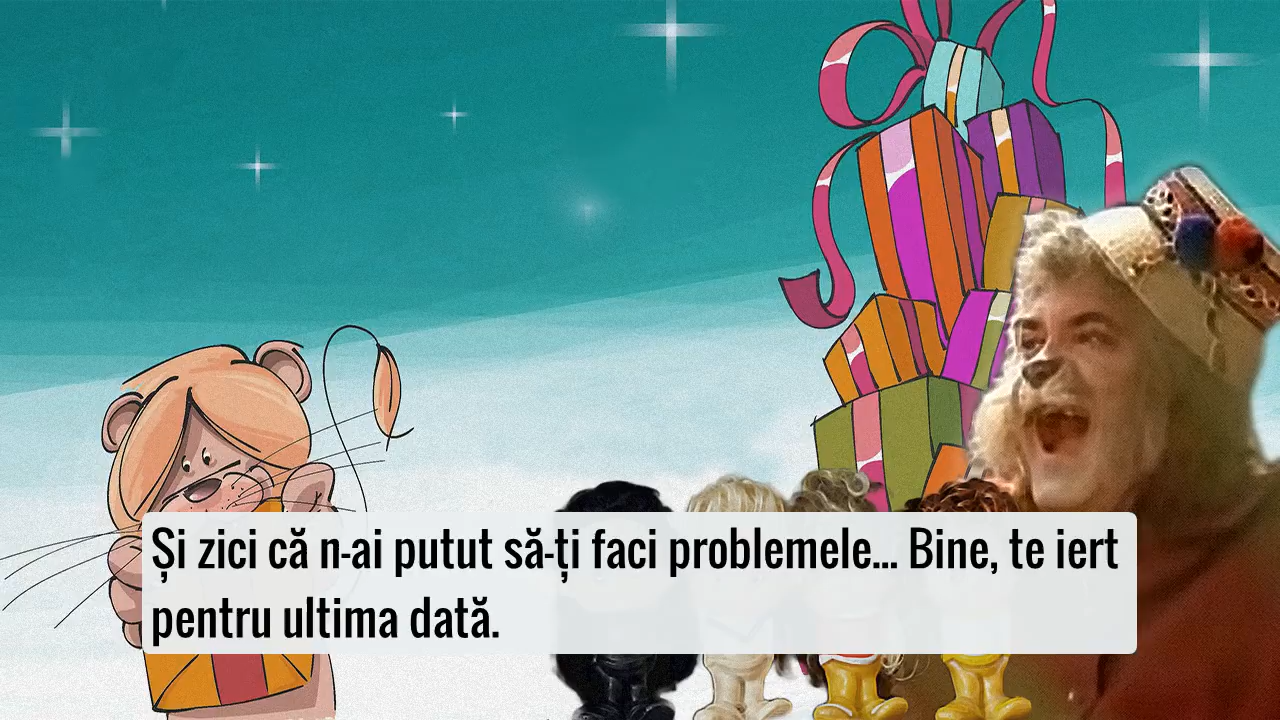 Și zici că n-ai putut să-ți faci problemele... Bine, te iert
pentru ultima dată.